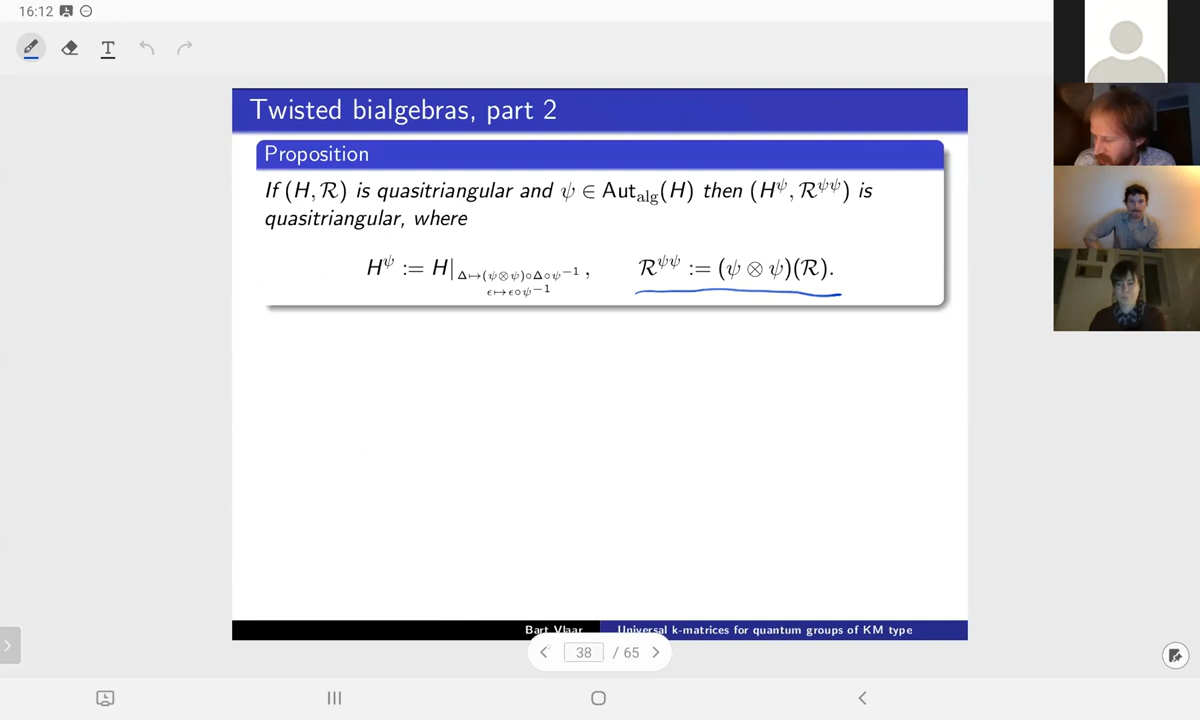 16:12
T
Twisted bialgebras, part 2
Proposition
If (H, R) is quasitriangular and ψ ∈ Aut_alg(H) then (H^ψ, R^ψψ) is
quasitriangular, where
H^ψ := H|_{Δ↦(ψ⊗ψ)∘Δ∘ψ^{-1}, ϵ↦ϵ∘ψ^{-1}} , R^ψψ := (ψ ⊗ ψ)(R).
Bart Vlaar Universal k-matrices for quantum groups of KM type
38 / 65